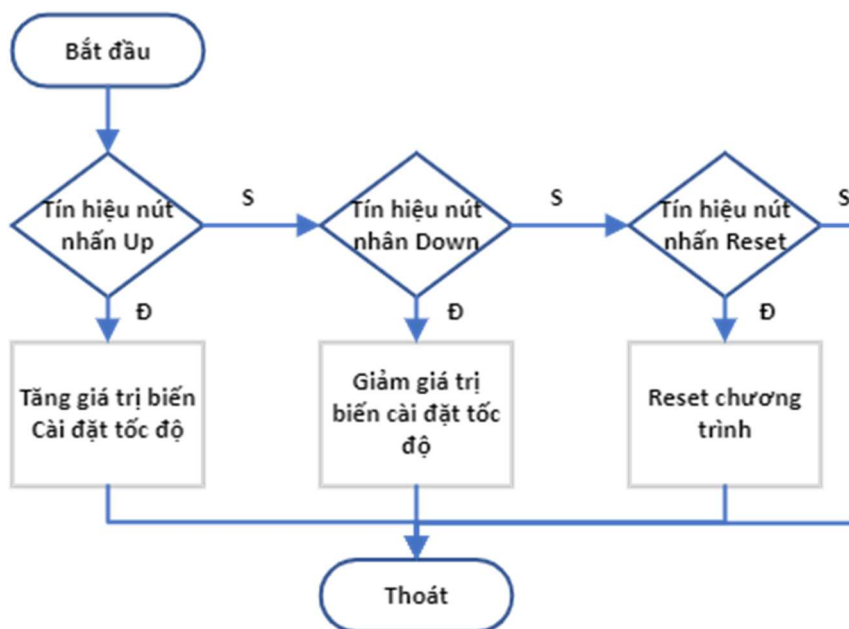 Bắt đầu
Tín hiệu nút
nhấn Up
S
Tín hiệu nút
nhân Down
S
Tín hiệu nút
nhấn Reset
S
Đ
Đ
Đ
Tăng giá trị biến
Cài đặt tốc độ
Giảm giá trị
biến cài đặt tốc
độ
Reset chương
trình
Thoát